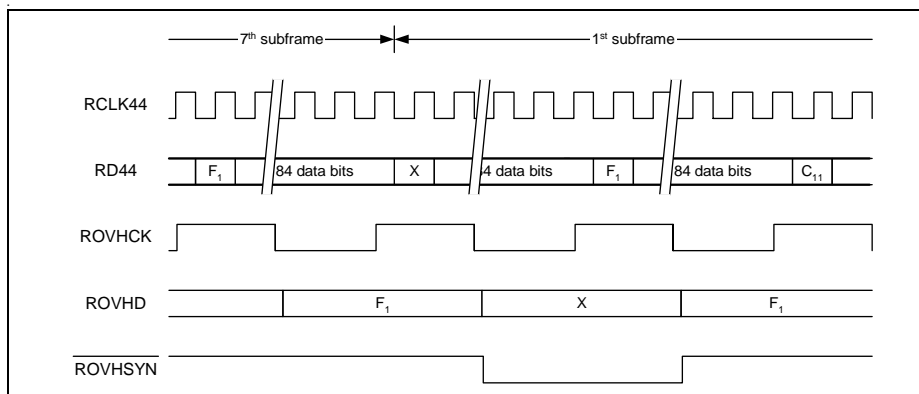 7th subframe 1st subframe
RCLK44
RD44 F1 84 data bits X 84 data bits F1 84 data bits C11
ROVHCK
ROVHD F1 X F1
ROVHSYN